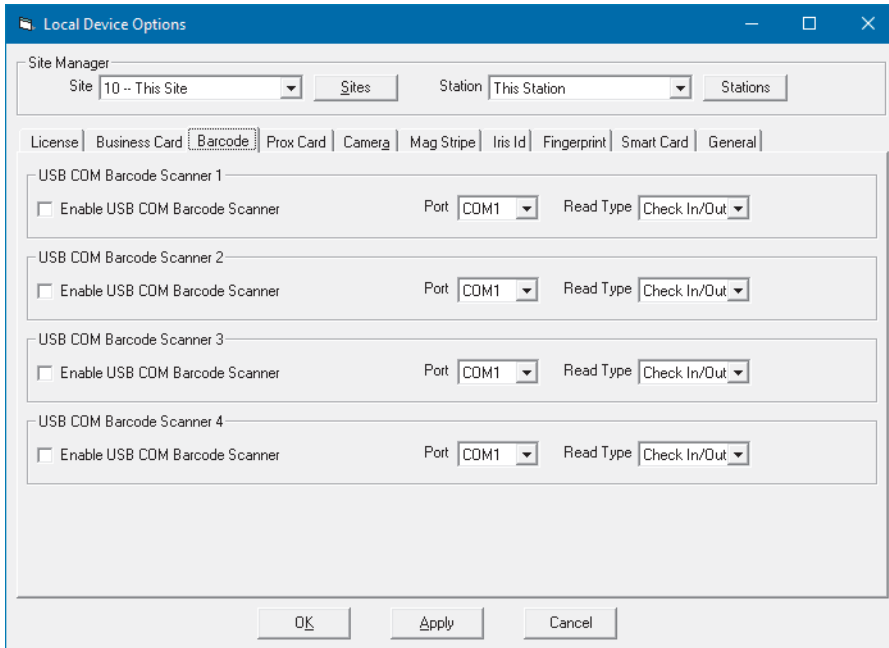 Local Device Options
Site Manager
Site 10 -- This Site Sites Station This Station Stations
License Business Card Barcode Prox Card Camera Mag Stripe Iris Id Fingerprint Smart Card General
USB COM Barcode Scanner 1
Enable USB COM Barcode Scanner Port COM1 Read Type Check In/Out
USB COM Barcode Scanner 2
Enable USB COM Barcode Scanner Port COM1 Read Type Check In/Out
USB COM Barcode Scanner 3
Enable USB COM Barcode Scanner Port COM1 Read Type Check In/Out
USB COM Barcode Scanner 4
Enable USB COM Barcode Scanner Port COM1 Read Type Check In/Out
OK Apply Cancel